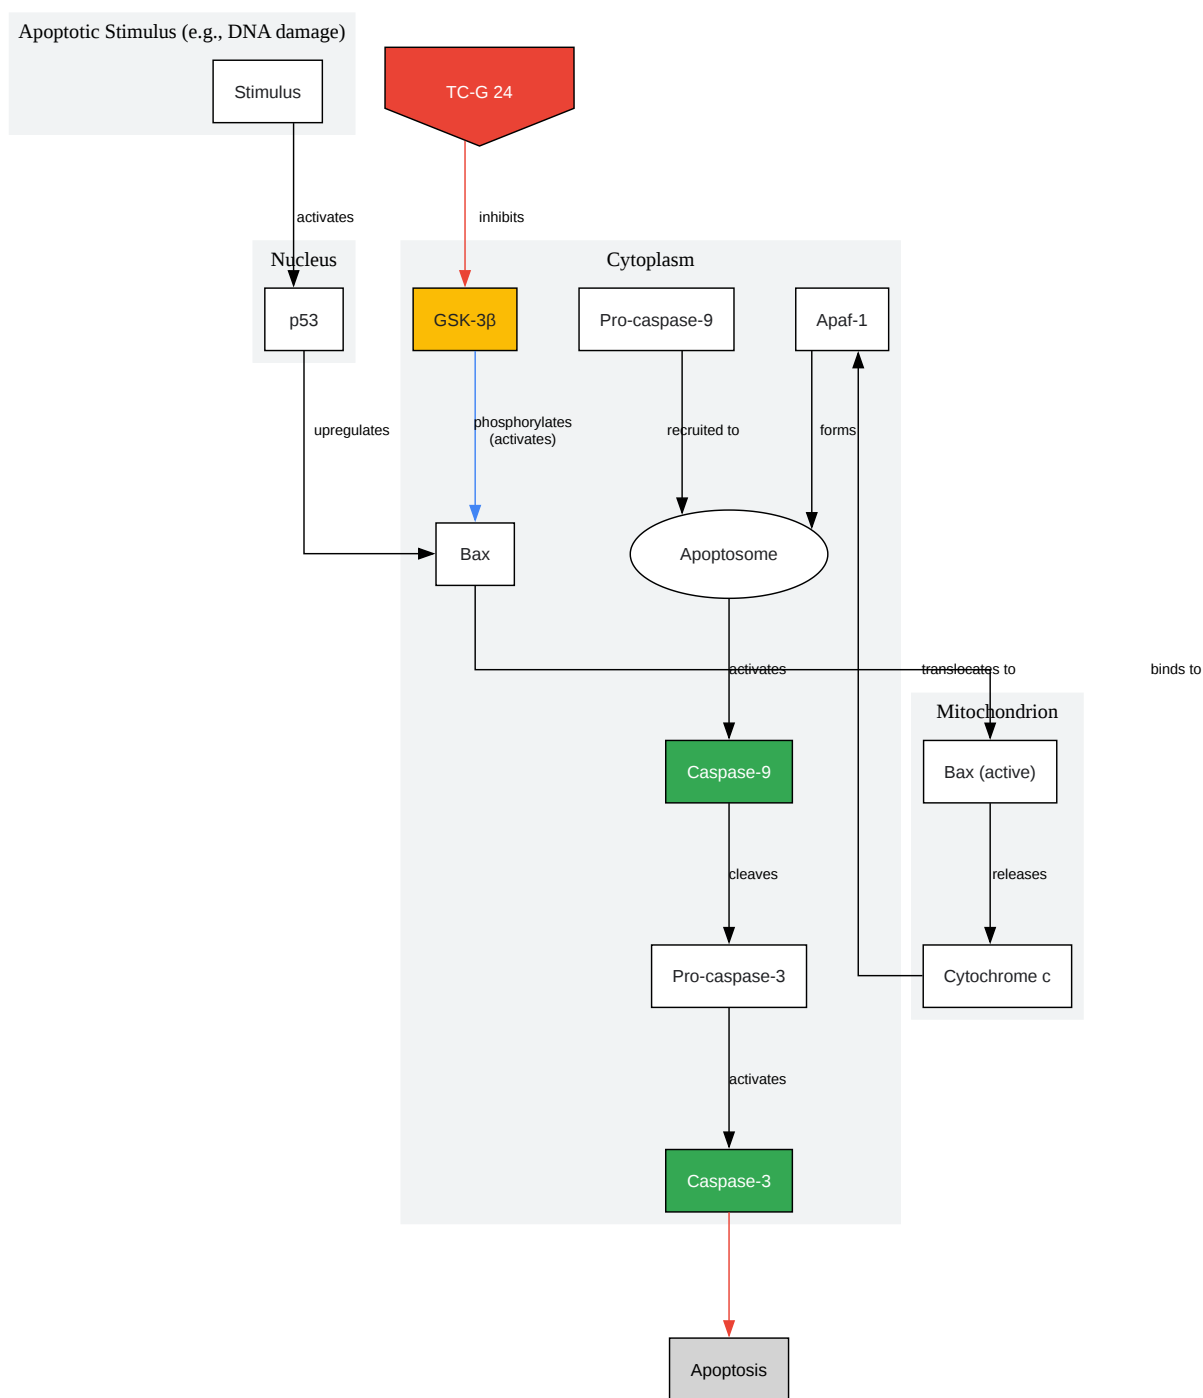 Apoptotic Stimulus (e.g., DNA damage)
Stimulus
TC-G 24
activates
inhibits
Nucleus
Cytoplasm
p53
GSK-3β
Pro-caspase-9
Apaf-1
upregulates
phosphorylates
(activates)
recruited to
forms
Bax
Apoptosome
activates
translocates to
binds to
Mitochondrion
Caspase-9
Bax (active)
cleaves
releases
Pro-caspase-3
Cytochrome c
activates
Caspase-3
Apoptosis